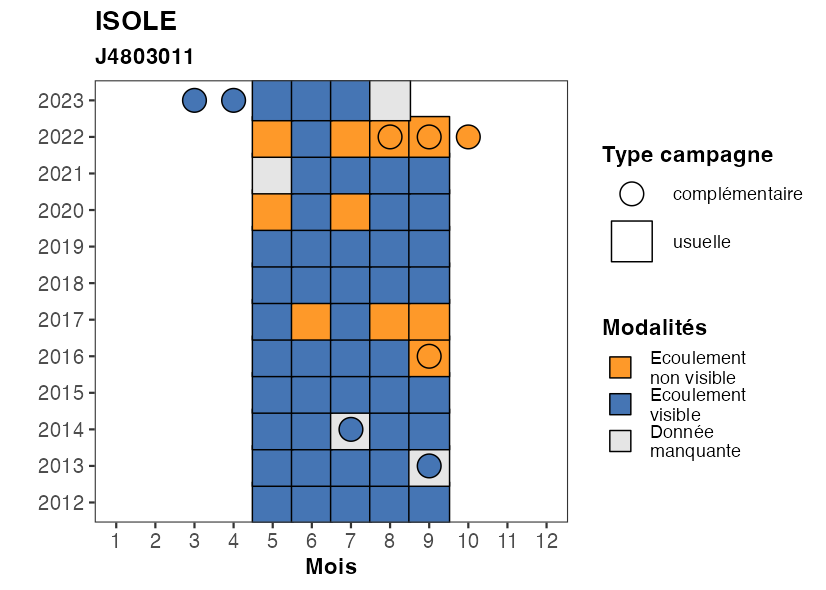 ISOLE
J4803011
2023
2022
2021
2020
2019
2018
2017
2016
2015
2014
2013
2012
1 2 3 4 5 6 7 8 9 10 11 12
Mois
Type campagne
complémentaire
usuelle
Modalités
Ecoulement
non visible
Ecoulement
visible
Donnée
manquante